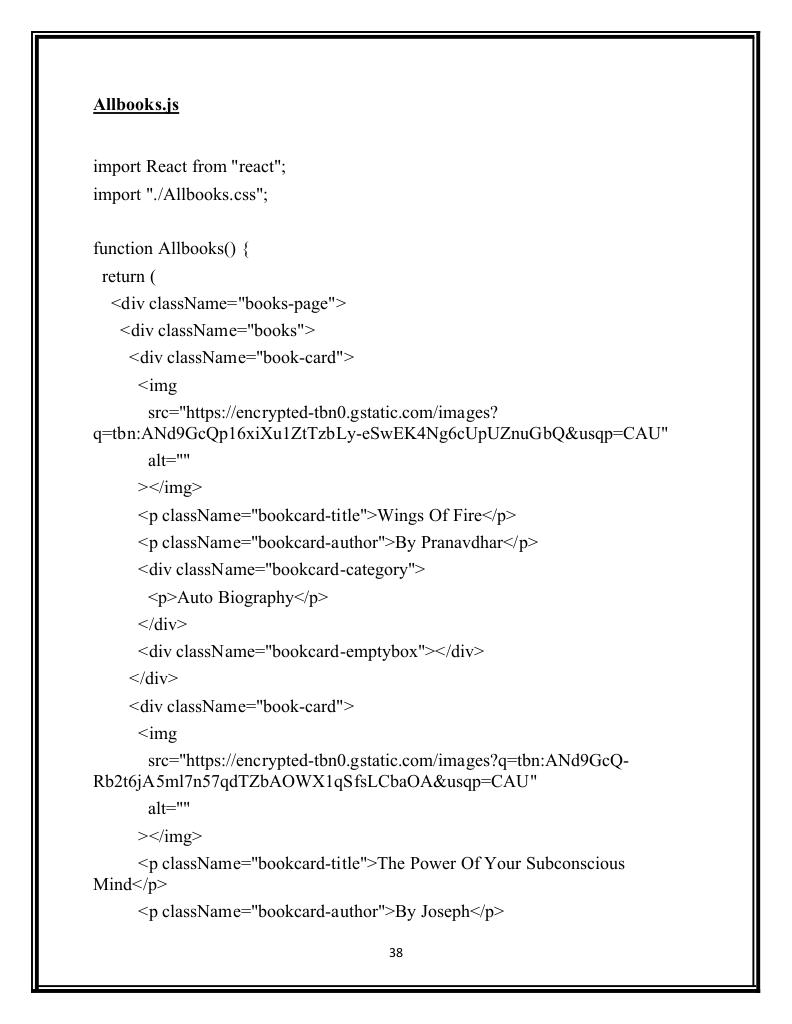 Allbooks.js
import React from "react";
import "./Allbooks.css";
function Allbooks() {
return (
<div className="books-page">
<div className="books">
<div className="book-card">
<img
src="https://encrypted-tbn0.gstatic.com/images?
q=tbn:ANd9GcQp16xiXu1ZtTzbLy-eSwEK4Ng6cUpUZnuGbQ&usqp=CAU"
alt=""
></img>
<p className="bookcard-title">Wings Of Fire</p>
<p className="bookcard-author">By Pranavdhar</p>
<div className="bookcard-category">
<p>Auto Biography</p>
</div>
<div className="bookcard-emptybox"></div>
</div>
<div className="book-card">
<img
src="https://encrypted-tbn0.gstatic.com/images?q=tbn:ANd9GcQ-
Rb2t6jA5ml7n57qdTZbAOWX1qSfsLCbaOA&usqp=CAU"
alt=""
></img>
<p className="bookcard-title">The Power Of Your Subconscious
Mind</p>
<p className="bookcard-author">By Joseph</p>
38